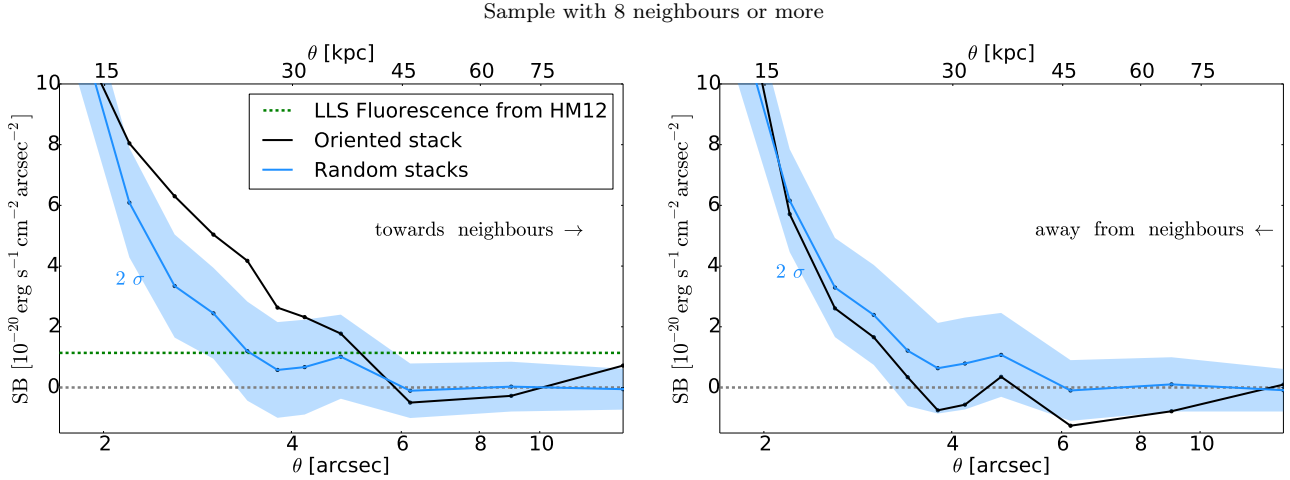 Sample with 8 neighbours or more
θ [kpc]
15 30 45 60 75
10
8
6
4
2
0
SB [10⁻²⁰ erg s⁻¹ cm⁻² arcsec⁻²]
LLS Fluorescence from HM12
Oriented stack
Random stacks
towards neighbours →
2 σ
2 4 6 8 10
θ [arcsec]
θ [kpc]
15 30 45 60 75
10
8
6
4
2
0
SB [10⁻²⁰ erg s⁻¹ cm⁻² arcsec⁻²]
away from neighbours ←
2 σ
2 4 6 8 10
θ [arcsec]